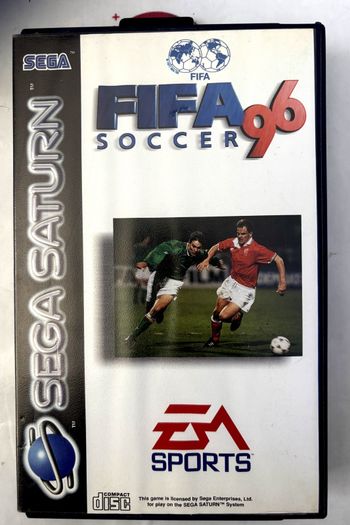 SEGA
SEGA SATURN™
FIFA
FIFA
SOCCER 96
EA
SPORTS
COMPACT
disc
This game is licensed by Sega Enterprises, Ltd.
for play on the SEGA SATURN™ System